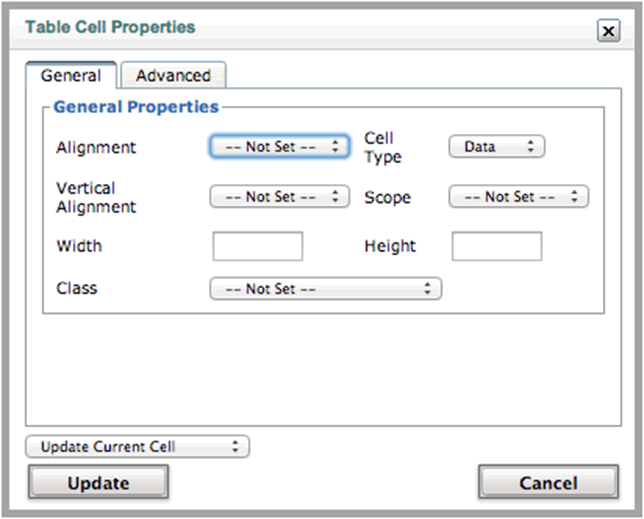 Table Cell Properties
x
General Advanced
General Properties
Alignment -- Not Set -- Cell Type Data
Vertical Alignment -- Not Set -- Scope -- Not Set --
Width Height
Class -- Not Set --
Update Current Cell
Update Cancel